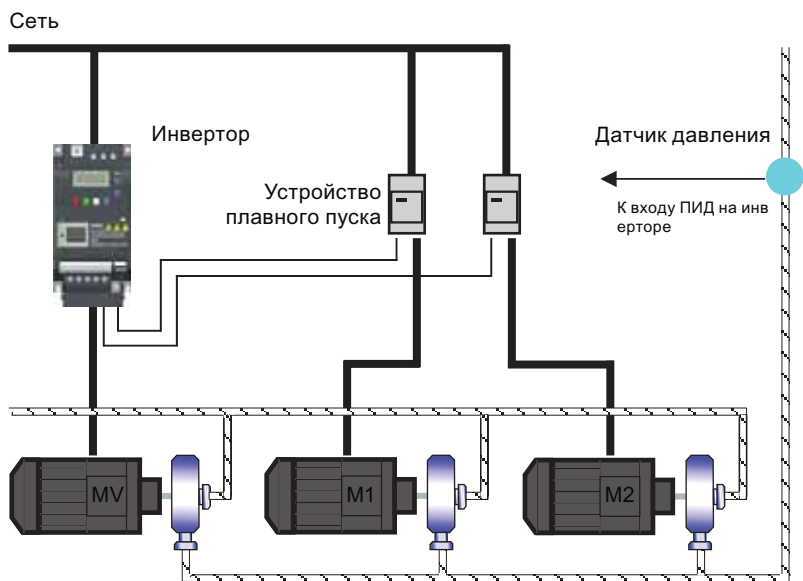 Сеть
Инвертор
Датчик давления
Устройство
плавного пуска
К входу ПИД на инв
ерторе
MV
M1
M2